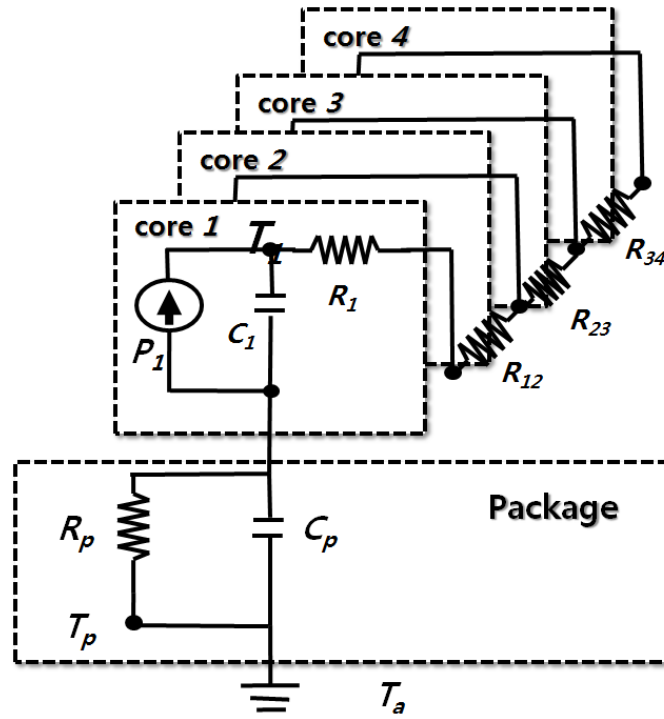 core 4
core 3
core 2
core 1
T1
R1
C1
P1
R34
R23
R12
Package
Rp
Cp
Tp
Ta